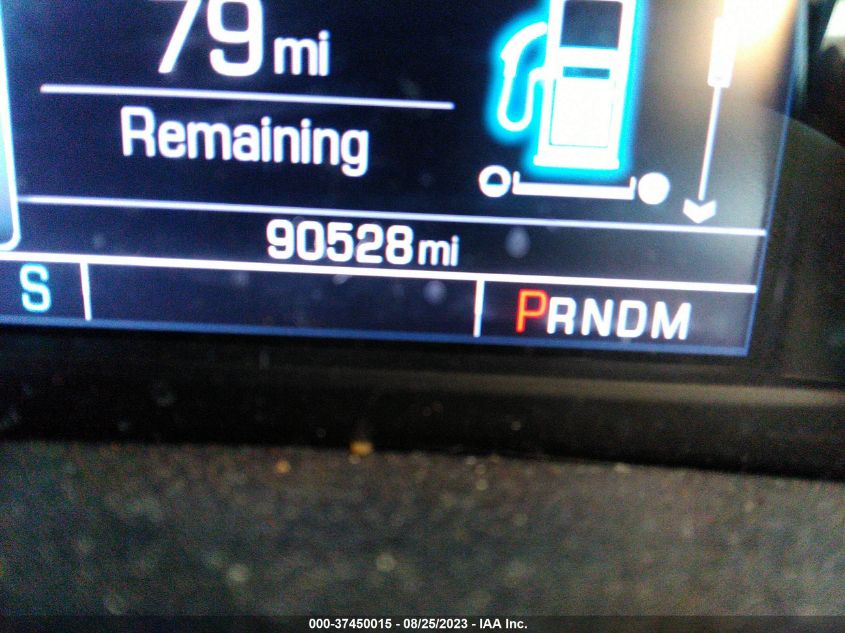 79 mi
Remaining
90528 mi
S PRNDM
000-37450015 - 08/25/2023 - IAA Inc.